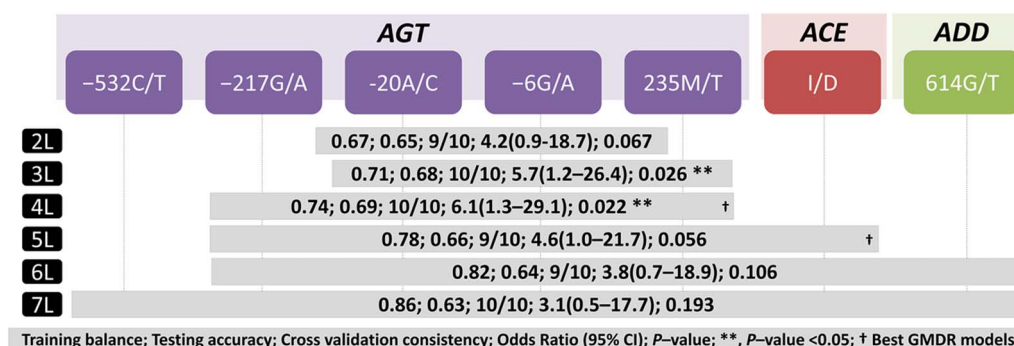 AGT ACE ADD
−532C/T −217G/A -20A/C −6G/A 235M/T I/D 614G/T
2L 0.67; 0.65; 9/10; 4.2(0.9-18.7); 0.067
3L 0.71; 0.68; 10/10; 5.7(1.2–26.4); 0.026 **
4L 0.74; 0.69; 10/10; 6.1(1.3–29.1); 0.022 ** †
5L 0.78; 0.66; 9/10; 4.6(1.0–21.7); 0.056 †
6L 0.82; 0.64; 9/10; 3.8(0.7–18.9); 0.106
7L 0.86; 0.63; 10/10; 3.1(0.5–17.7); 0.193
Training balance; Testing accuracy; Cross validation consistency; Odds Ratio (95% CI); P–value; **, P–value <0.05; † Best GMDR models